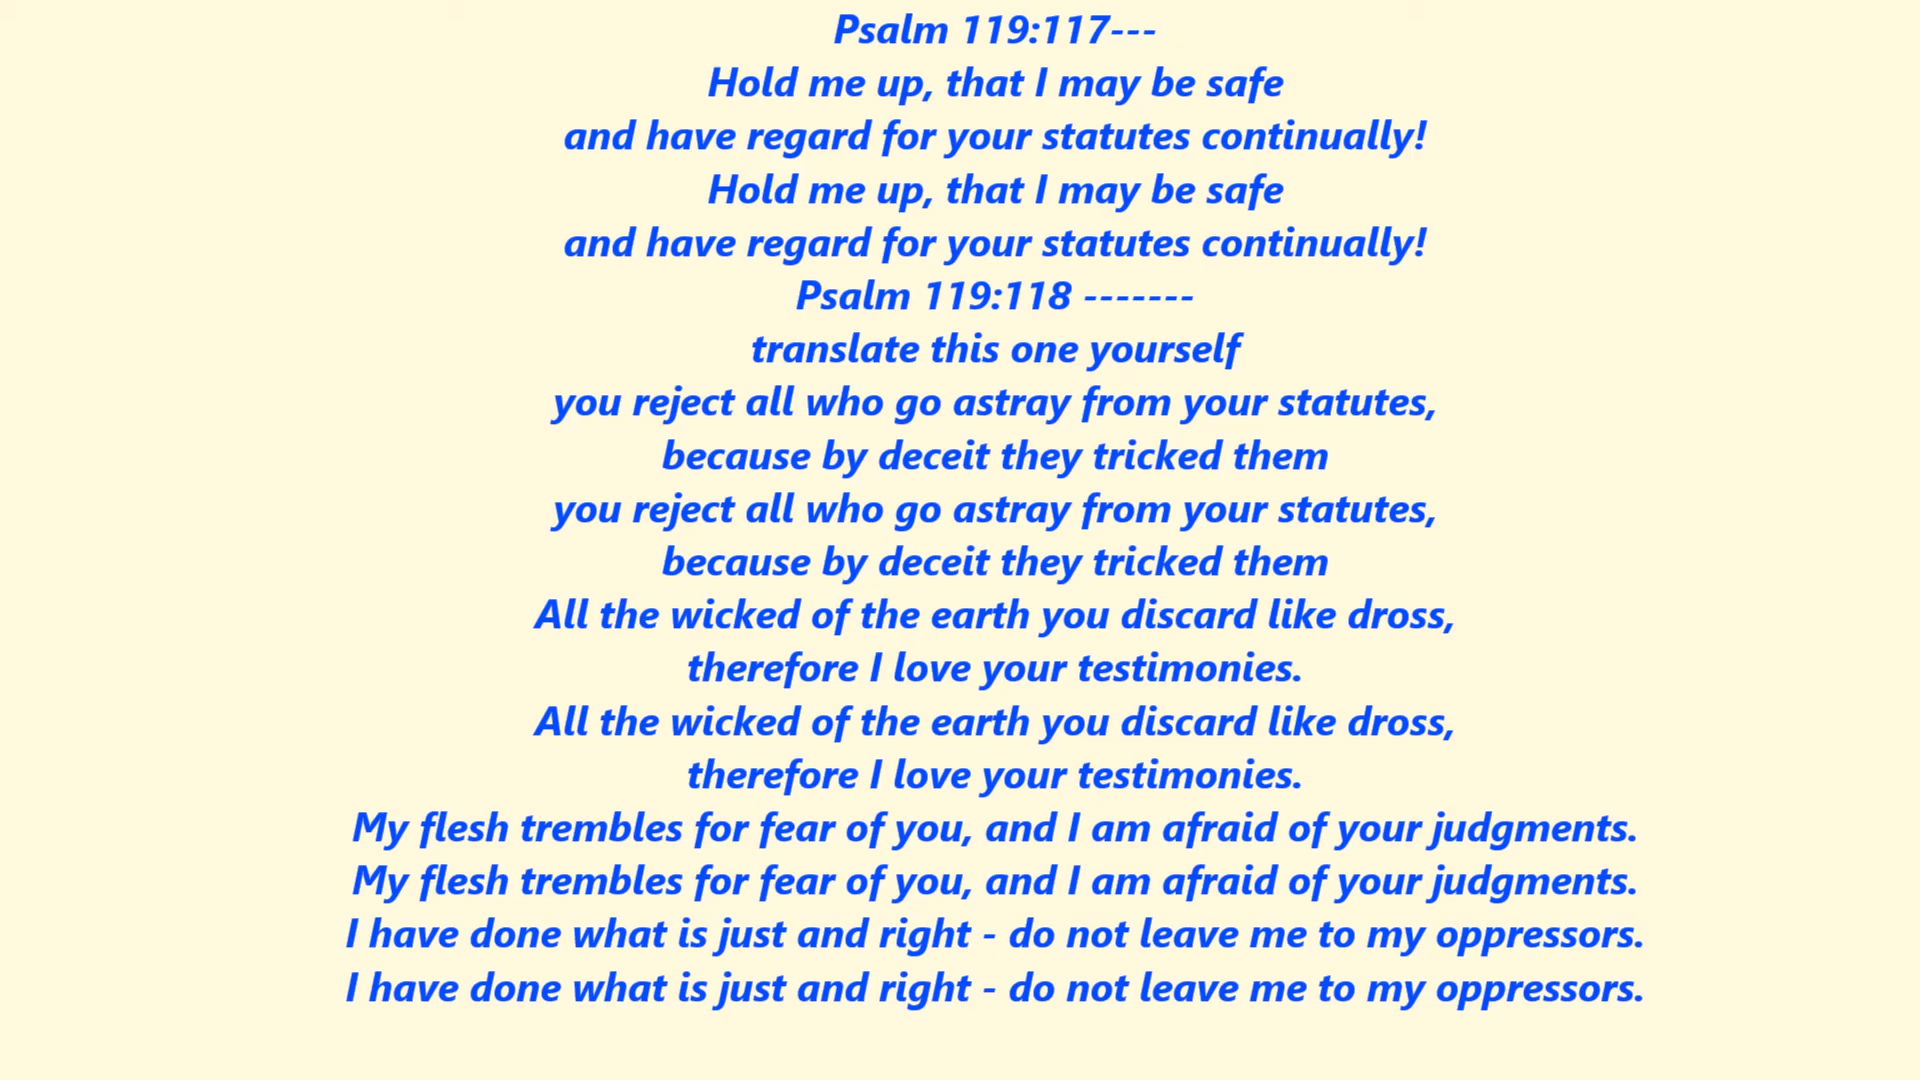 Psalm 119:117---
Hold me up, that I may be safe
and have regard for your statutes continually!
Hold me up, that I may be safe
and have regard for your statutes continually!
Psalm 119:118 -------
translate this one yourself
you reject all who go astray from your statutes,
because by deceit they tricked them
you reject all who go astray from your statutes,
because by deceit they tricked them
All the wicked of the earth you discard like dross,
therefore I love your testimonies.
All the wicked of the earth you discard like dross,
therefore I love your testimonies.
My flesh trembles for fear of you, and I am afraid of your judgments.
My flesh trembles for fear of you, and I am afraid of your judgments.
I have done what is just and right - do not leave me to my oppressors.
I have done what is just and right - do not leave me to my oppressors.